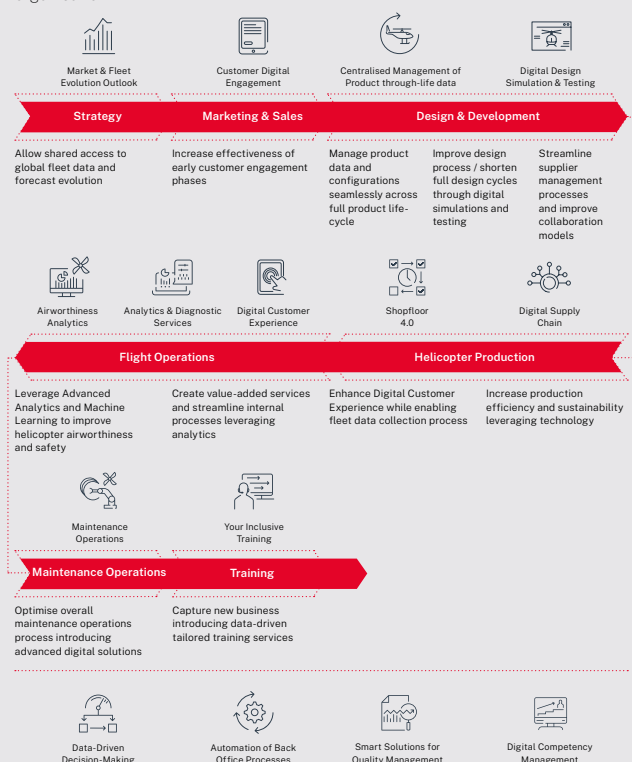 Market & Fleet
Evolution Outlook
Customer Digital
Engagement
Centralised Management of
Product through-life data
Digital Design
Simulation & Testing
Strategy
Marketing & Sales
Design & Development
Allow shared access to
global fleet data and
forecast evolution
Increase effectiveness of
early customer engagement
phases
Manage product
data and
configurations
seamlessly across
full product life-
cycle
Improve design
process / shorten
full design cycles
through digital
simulations and
testing
Streamline
supplier
management
processes
and improve
collaboration
models
Airworthiness
Analytics
Analytics & Diagnostic
Services
Digital Customer
Experience
Shopfloor
4.0
Digital Supply
Chain
Flight Operations
Helicopter Production
Leverage Advanced
Analytics and Machine
Learning to improve
helicopter airworthiness
and safety
Create value-added services
and streamline internal
processes leveraging
analytics
Enhance Digital Customer
Experience while enabling
fleet data collection process
Increase production
efficiency and sustainability
leveraging technology
Maintenance
Operations
Your Inclusive
Training
Maintenance Operations
Training
Optimise overall
maintenance operations
process introducing
advanced digital solutions
Capture new business
introducing data-driven
tailored training services
Data-Driven
Decision-Making
Automation of Back
Office Processes
Smart Solutions for
Quality Management
Digital Competency
Management